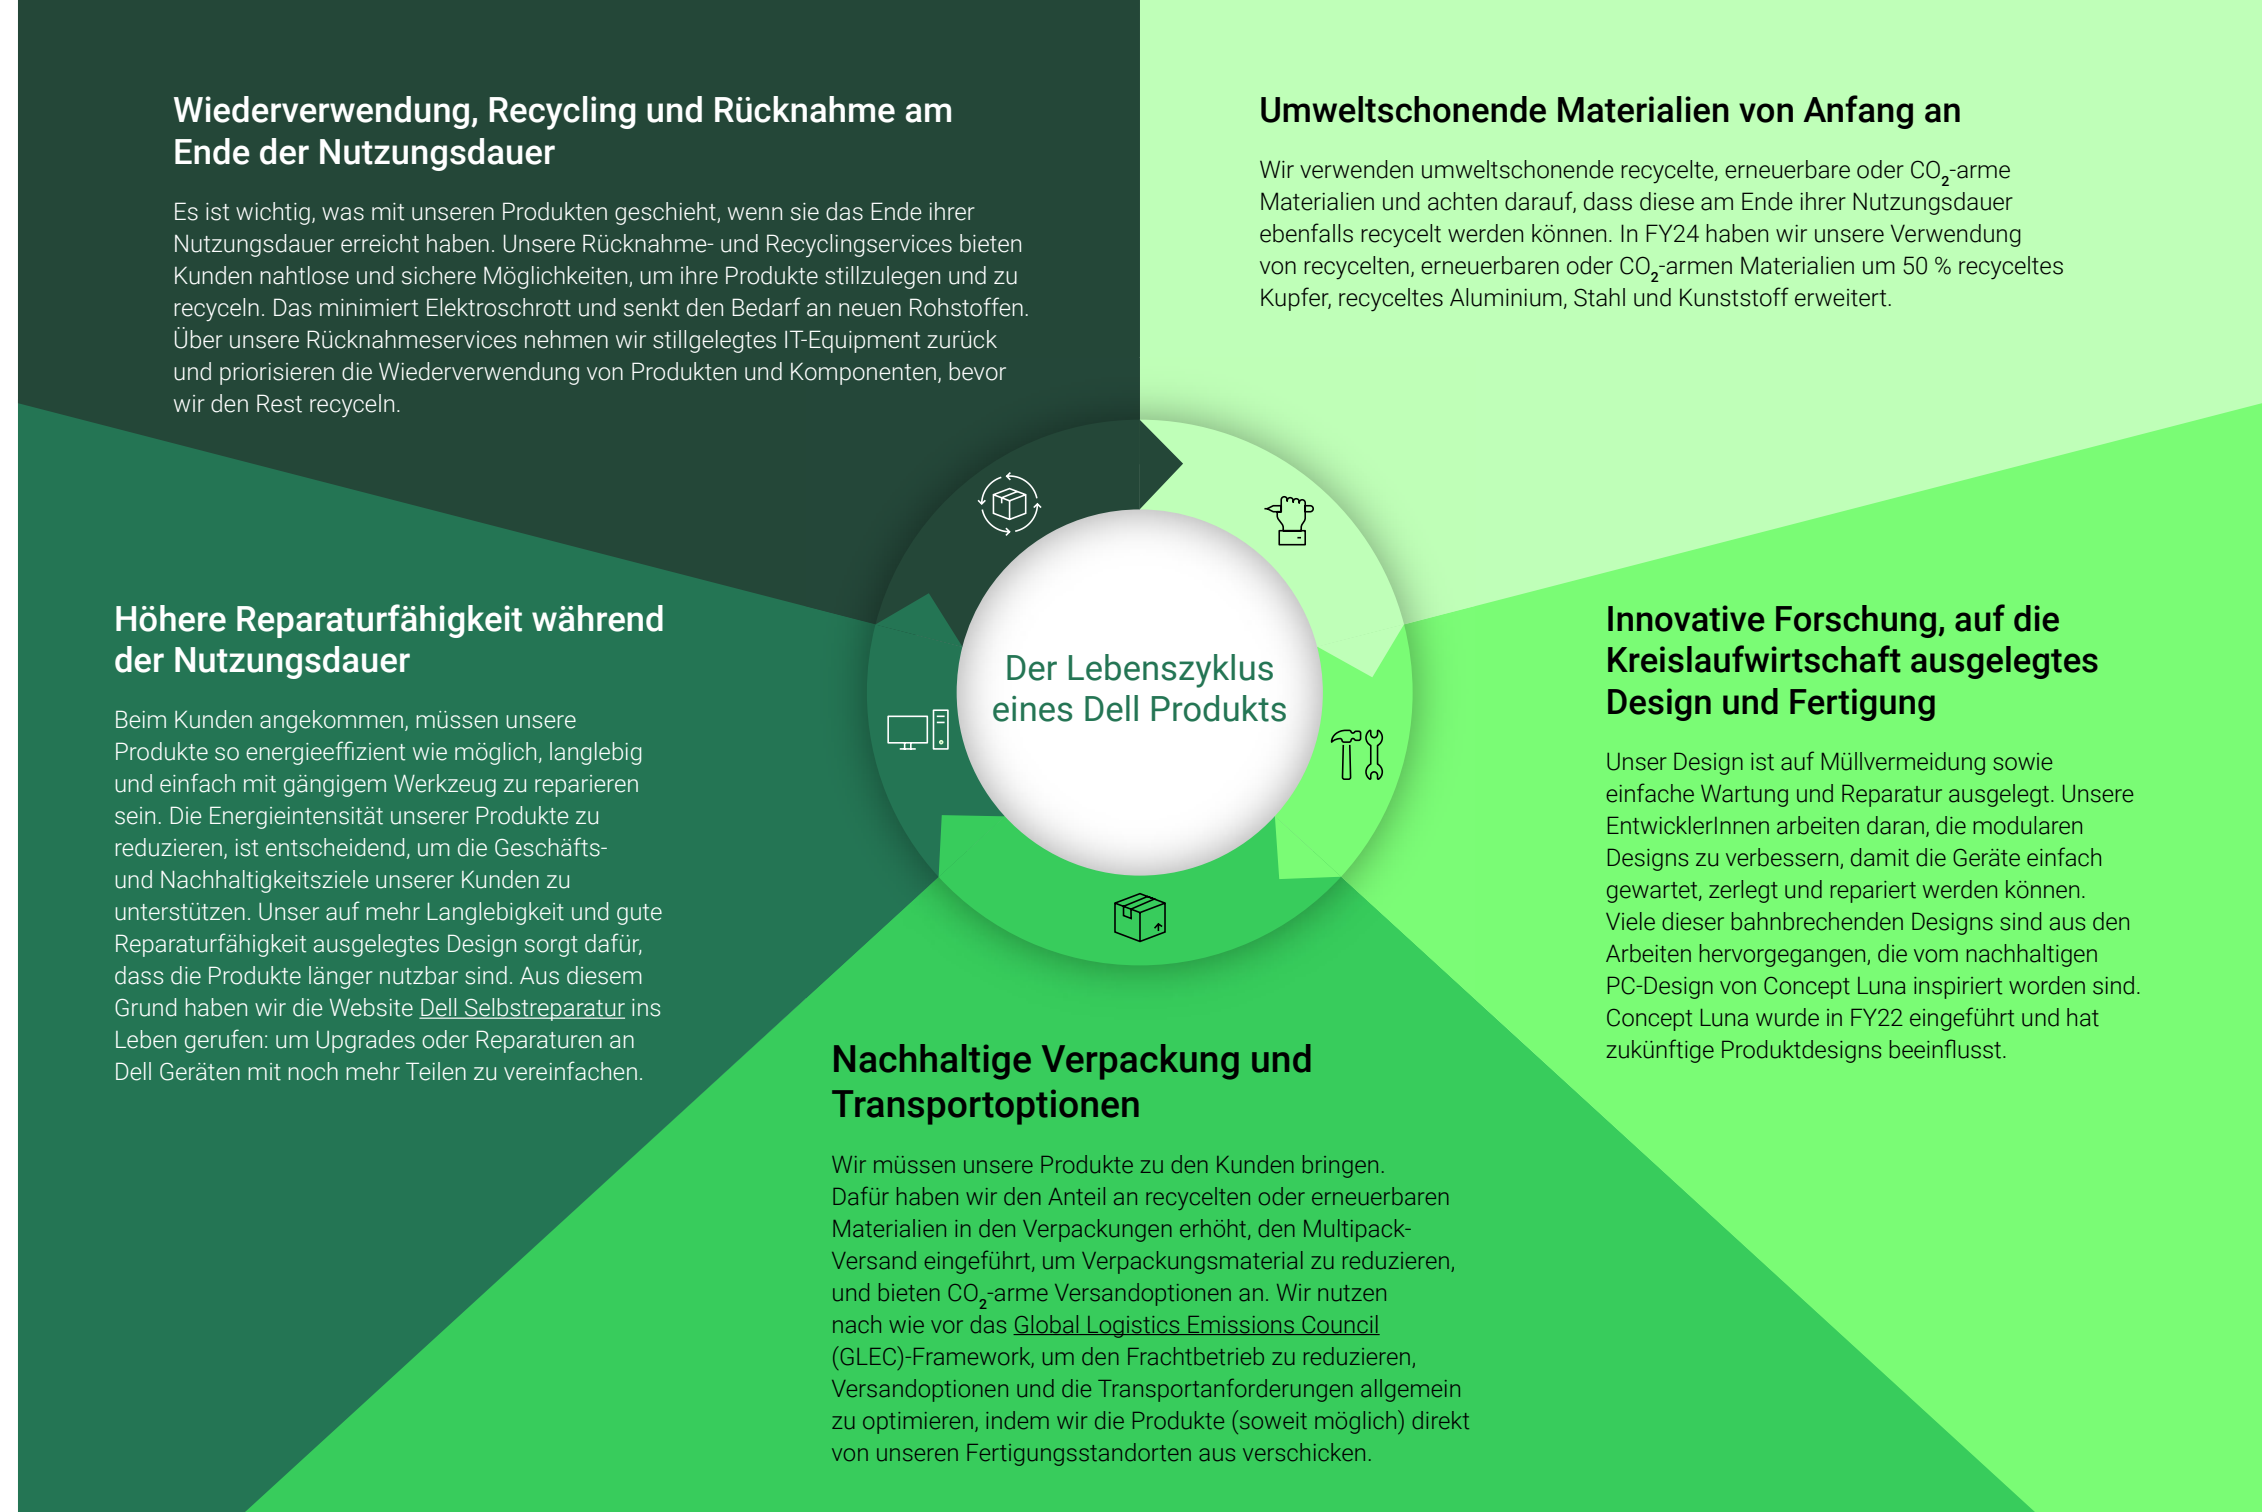 Wiederverwendung, Recycling und Rücknahme am
Ende der Nutzungsdauer
Es ist wichtig, was mit unseren Produkten geschieht, wenn sie das Ende ihrer
Nutzungsdauer erreicht haben. Unsere Rücknahme- und Recyclingservices bieten
Kunden nahtlose und sichere Möglichkeiten, um ihre Produkte stillzulegen und zu
recyceln. Das minimiert Elektroschrott und senkt den Bedarf an neuen Rohstoffen.
Über unsere Rücknahmeservices nehmen wir stillgelegtes IT-Equipment zurück
und priorisieren die Wiederverwendung von Produkten und Komponenten, bevor
wir den Rest recyceln.
Umweltschonende Materialien von Anfang an
Wir verwenden umweltschonende recycelte, erneuerbare oder CO₂-arme
Materialien und achten darauf, dass diese am Ende ihrer Nutzungsdauer
ebenfalls recycelt werden können. In FY24 haben wir unsere Verwendung
von recycelten, erneuerbaren oder CO₂-armen Materialien um 50 % recyceltes
Kupfer, recyceltes Aluminium, Stahl und Kunststoff erweitert.
Höhere Reparaturfähigkeit während
der Nutzungsdauer
Beim Kunden angekommen, müssen unsere
Produkte so energieeffizient wie möglich, langlebig
und einfach mit gängigem Werkzeug zu reparieren
sein. Die Energieintensität unserer Produkte zu
reduzieren, ist entscheidend, um die Geschäfts-
und Nachhaltigkeitsziele unserer Kunden zu
unterstützen. Unser auf mehr Langlebigkeit und gute
Reparaturfähigkeit ausgelegtes Design sorgt dafür,
dass die Produkte länger nutzbar sind. Aus diesem
Grund haben wir die Website Dell Selbstreparatur ins
Leben gerufen: um Upgrades oder Reparaturen an
Dell Geräten mit noch mehr Teilen zu vereinfachen.
Der Lebenszyklus
eines Dell Produkts
Innovative Forschung, auf die
Kreislaufwirtschaft ausgelegtes
Design und Fertigung
Unser Design ist auf Müllvermeidung sowie
einfache Wartung und Reparatur ausgelegt. Unsere
EntwicklerInnen arbeiten daran, die modularen
Designs zu verbessern, damit die Geräte einfach
gewartet, zerlegt und repariert werden können.
Viele dieser bahnbrechenden Designs sind aus den
Arbeiten hervorgegangen, die vom nachhaltigen
PC-Design von Concept Luna inspiriert worden sind.
Concept Luna wurde in FY22 eingeführt und hat
zukünftige Produktdesigns beeinflusst.
Nachhaltige Verpackung und
Transportoptionen
Wir müssen unsere Produkte zu den Kunden bringen.
Dafür haben wir den Anteil an recycelten oder erneuerbaren
Materialien in den Verpackungen erhöht, den Multipack-
Versand eingeführt, um Verpackungsmaterial zu reduzieren,
und bieten CO₂-arme Versandoptionen an. Wir nutzen
nach wie vor das Global Logistics Emissions Council
(GLEC)-Framework, um den Frachtbetrieb zu reduzieren,
Versandoptionen und die Transportanforderungen allgemein
zu optimieren, indem wir die Produkte (soweit möglich) direkt
von unseren Fertigungsstandorten aus verschicken.